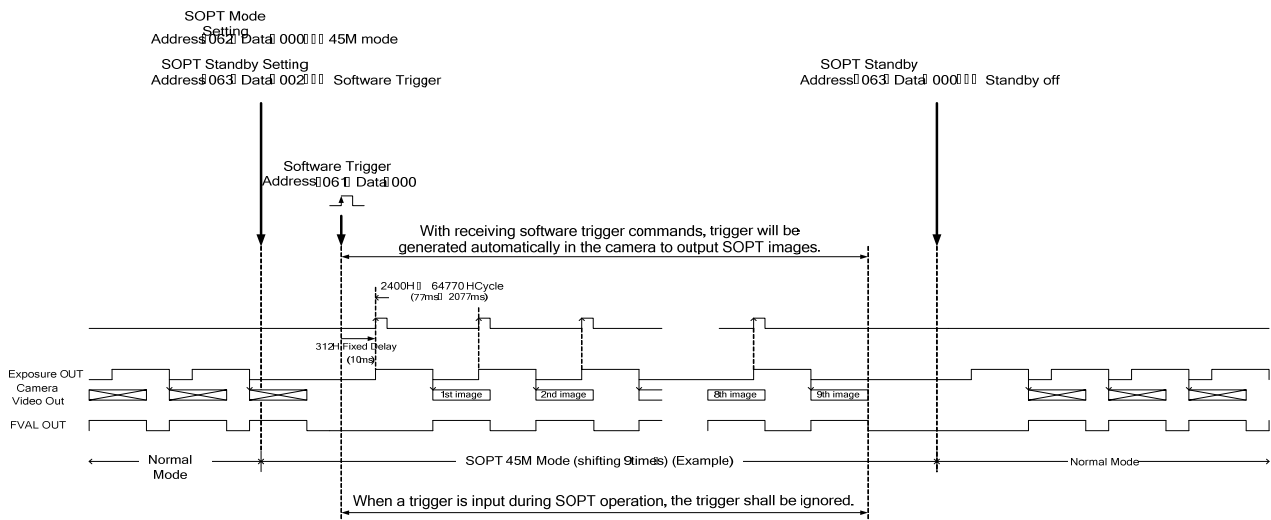 SOPT Mode
Setting
Address▯062▯ Data▯ 000▯▯▯ 45M mode
SOPT Standby Setting
Address▯063▯ Data▯ 002▯▯▯ Software Trigger
SOPT Standby
Address▯063▯ Data▯ 000▯▯▯ Standby off
Software Trigger
Address▯061▯ Data▯000
With receiving software trigger commands, trigger will be
generated automatically in the camera to output SOPT images.
2400H▯ 64770 HCycle
(77ms▯ 2077ms)
312H Fixed Delay
(10ms)
Exposure OUT
Camera
Video Out
1st image
2nd image
8th image
9th image
FVAL OUT
Normal
Mode
SOPT 45M Mode (shifting 9times) (Example)
Normal Mode
When a trigger is input during SOPT operation, the trigger shall be ignored.